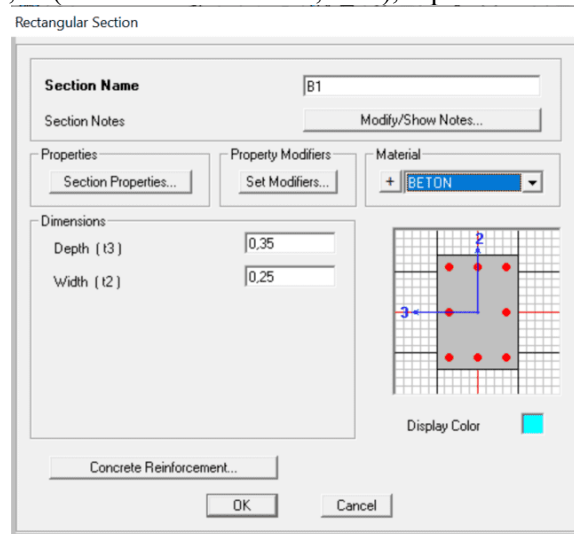 Rectangular Section
Section Name B1
Section Notes Modify/Show Notes...
Properties Property Modifiers Material
Section Properties... Set Modifiers... + BETON
Dimensions
Depth ( t3 ) 0,35
Width ( t2 ) 0,25
2
3
Display Color
Concrete Reinforcement...
OK Cancel